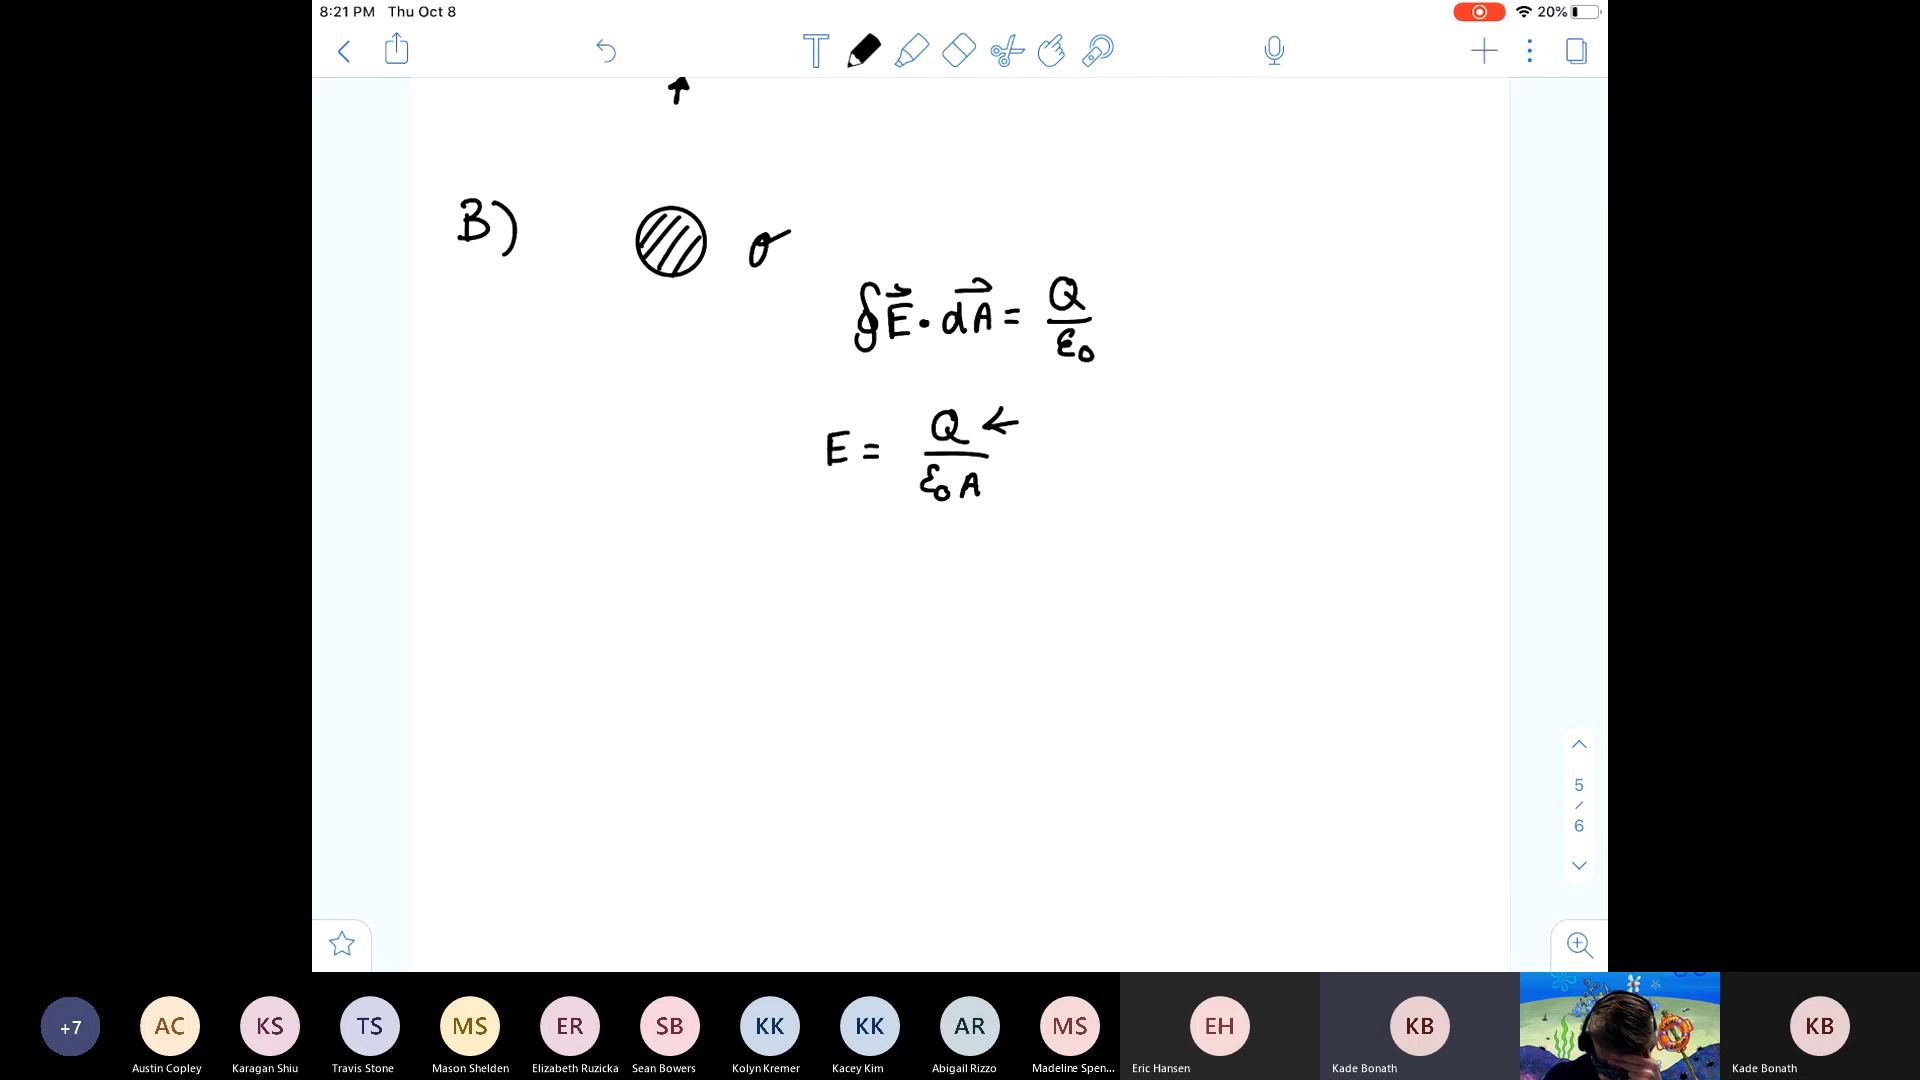 8:21 PM Thu Oct 8
20%
B) σ
∮E⃗ · dA⃗ = Q/ε₀
E = Q/ε₀A ←
5
/
6
+7
AC KS TS MS ER SB KK KK AR MS EH KB KB
Austin Copley Karagan Shiu Travis Stone Mason Shelden Elizabeth Ruzicka Sean Bowers Kolyn Kremer Kacey Kim Abigail Rizzo Madeline Spen... Eric Hansen Kade Bonath Kade Bonath